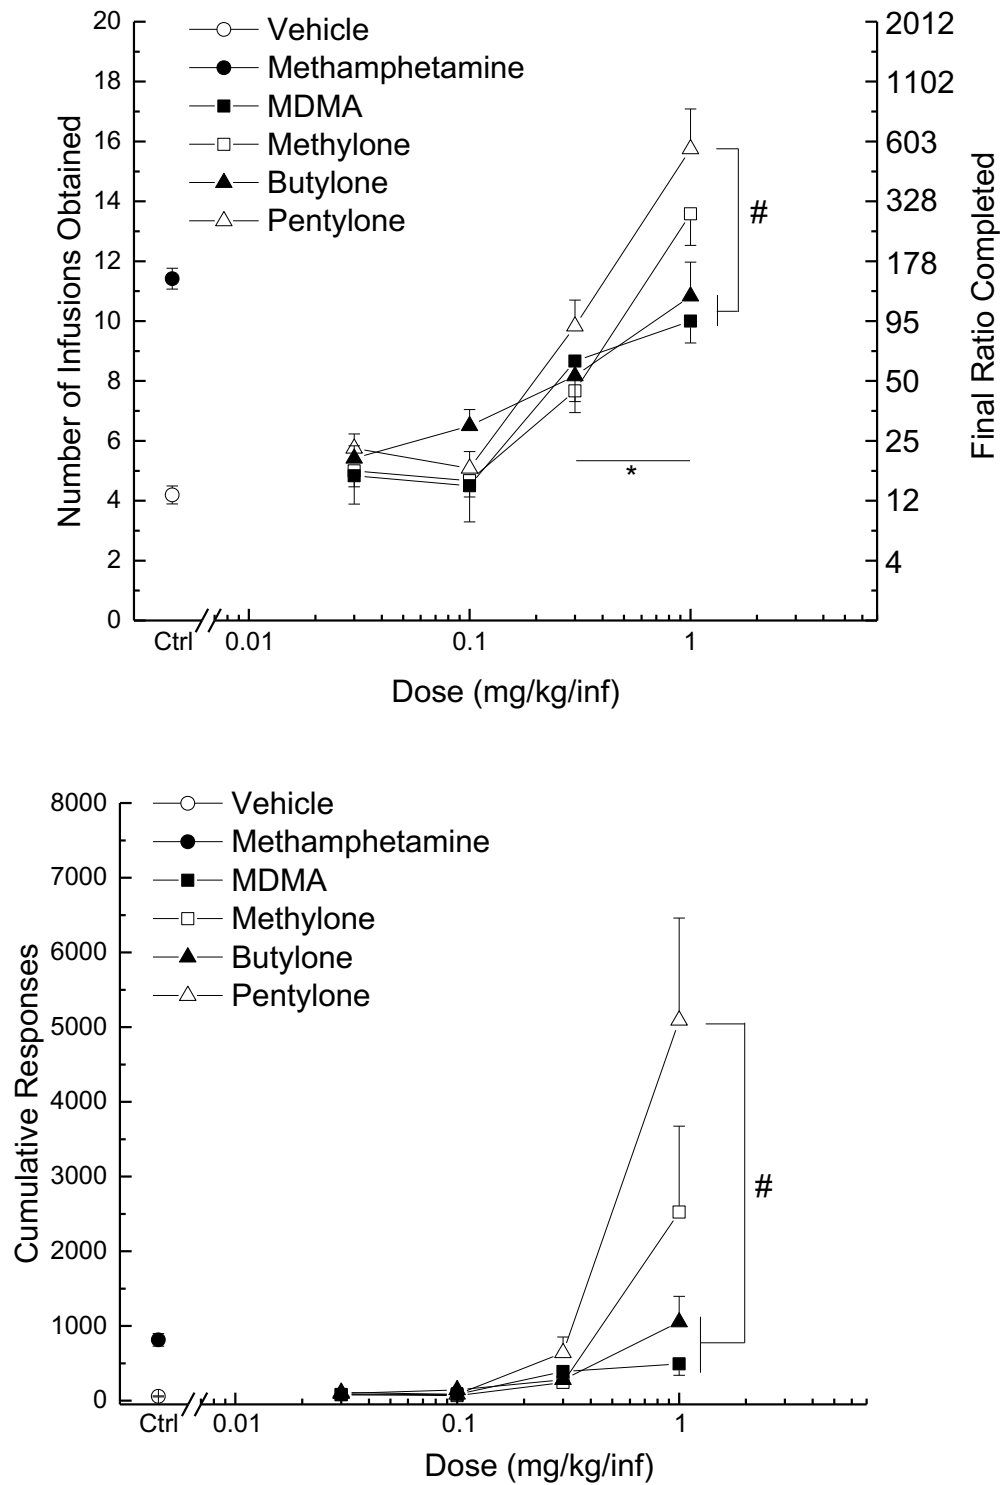 Number of Infusions Obtained
20
18
16
14
12
10
8
6
4
2
0
Vehicle
Methamphetamine
MDMA
Methylone
Butylone
Pentylone
#
*
2012
1102
603
328
178
95
50
25
12
4
Final Ratio Completed
Ctrl 0.01 0.1 1
Dose (mg/kg/inf)
Cumulative Responses
8000
7000
6000
5000
4000
3000
2000
1000
0
Vehicle
Methamphetamine
MDMA
Methylone
Butylone
Pentylone
#
Ctrl 0.01 0.1 1
Dose (mg/kg/inf)